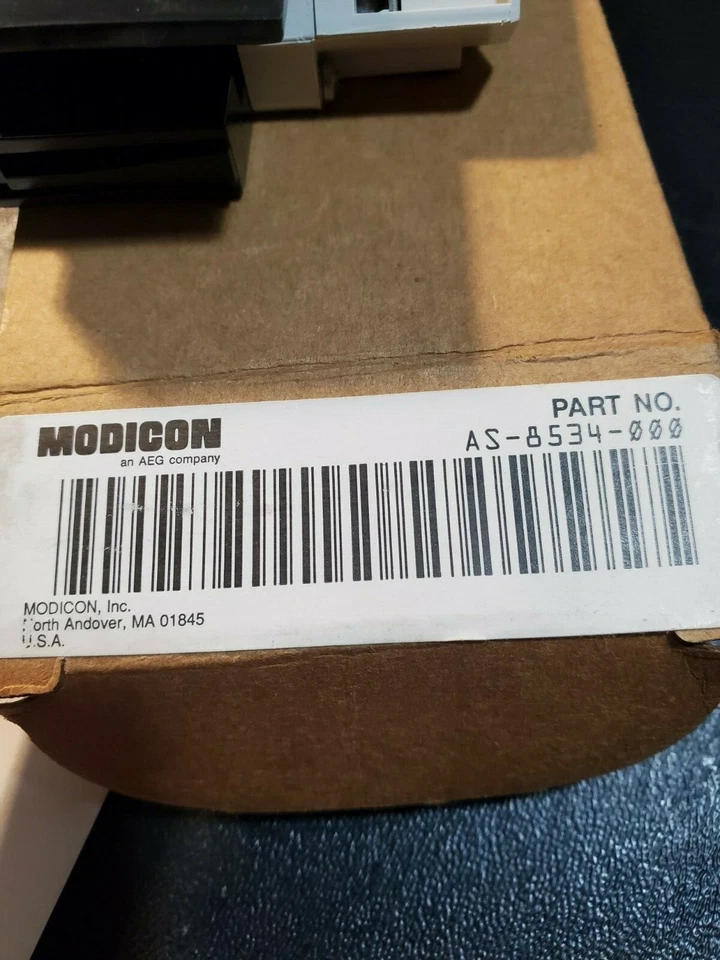 MODICON
an AEG company
PART NO.
AS-8534-000
MODICON, Inc.
North Andover, MA 01845
U.S.A.